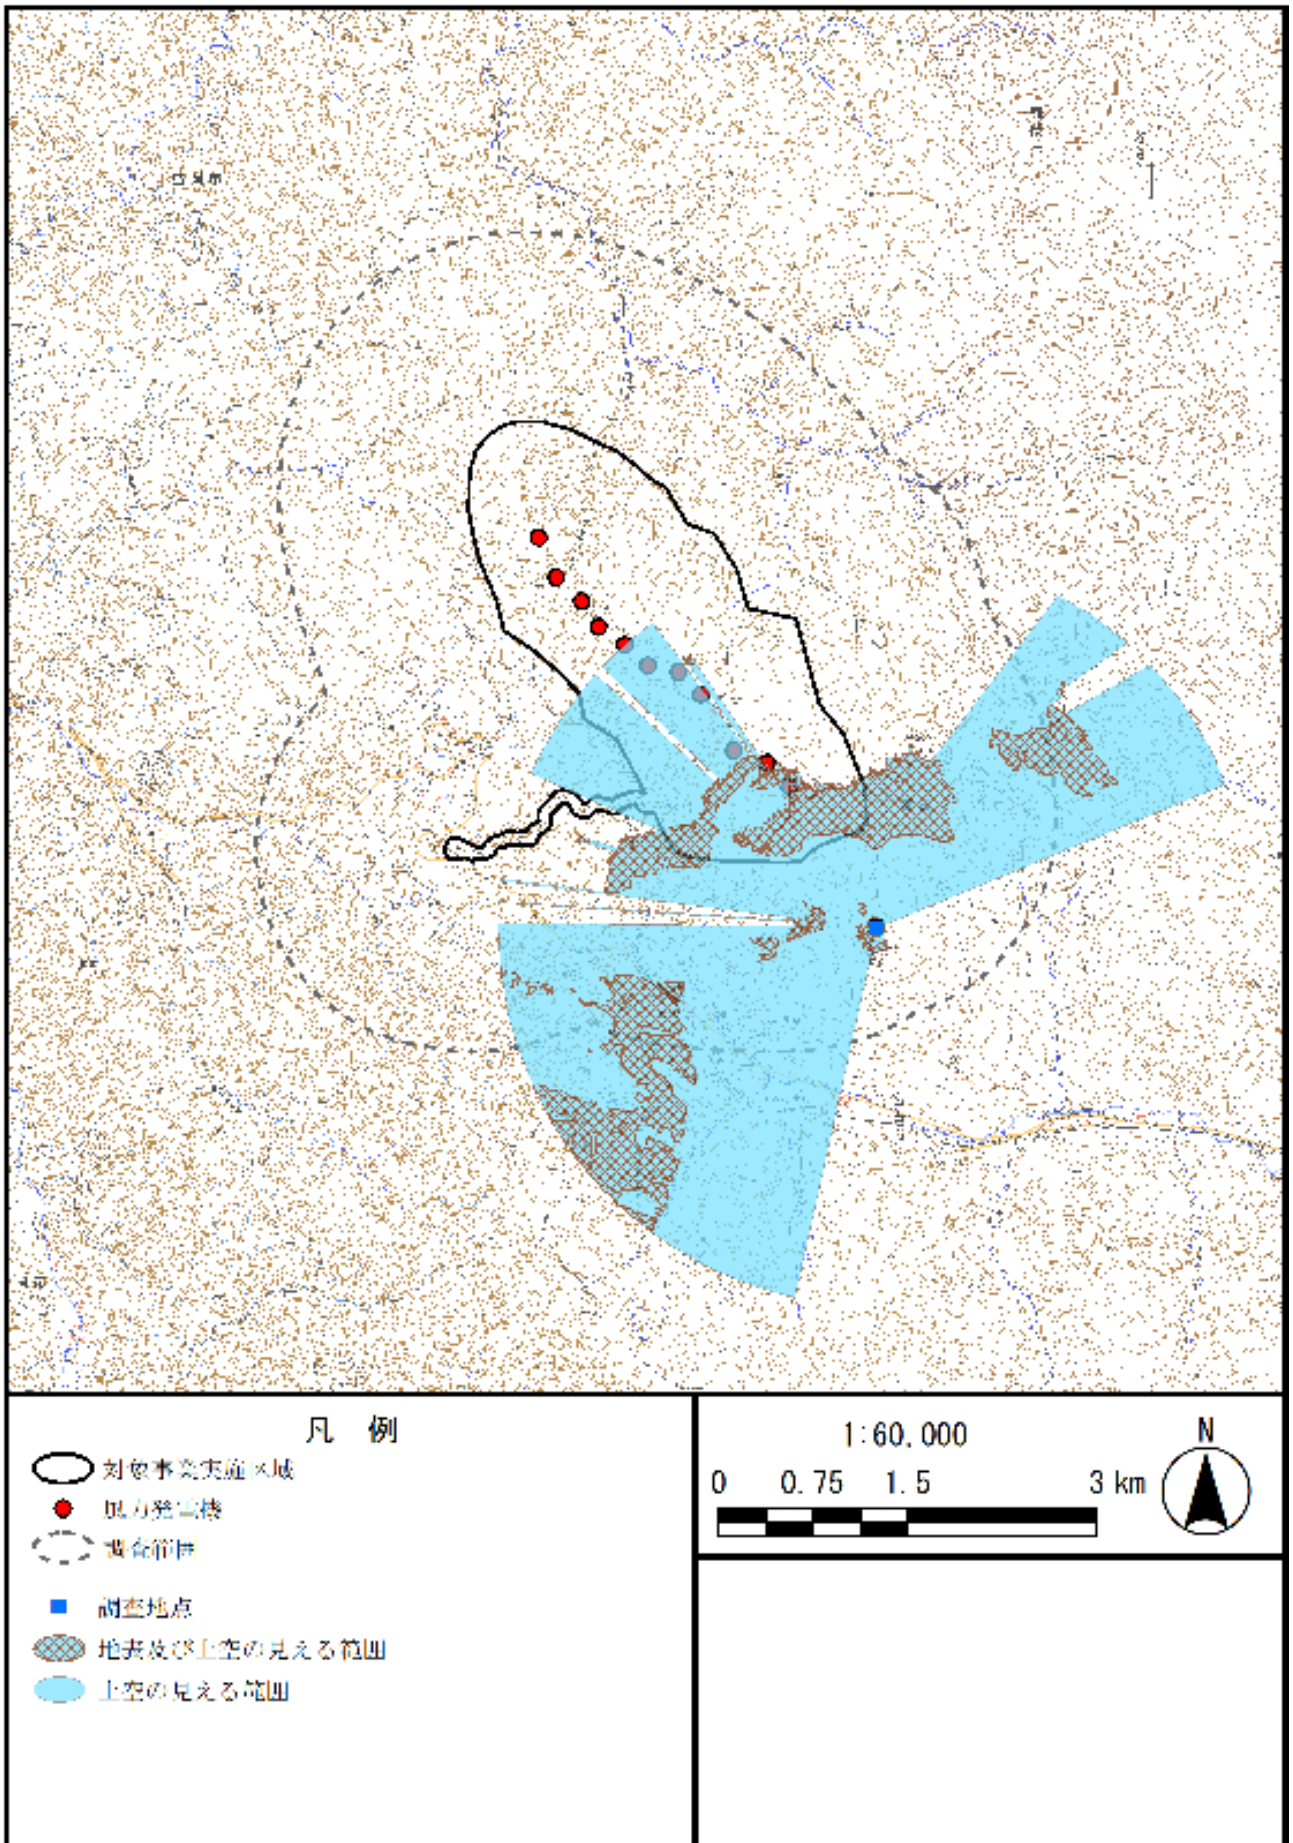 凡 例
対象事業実施区域
風力発電機
調査範囲
調査地点
地表及び上空の見える範囲
上空の見える範囲
1:60,000
0 0.75 1.5 3 km
N